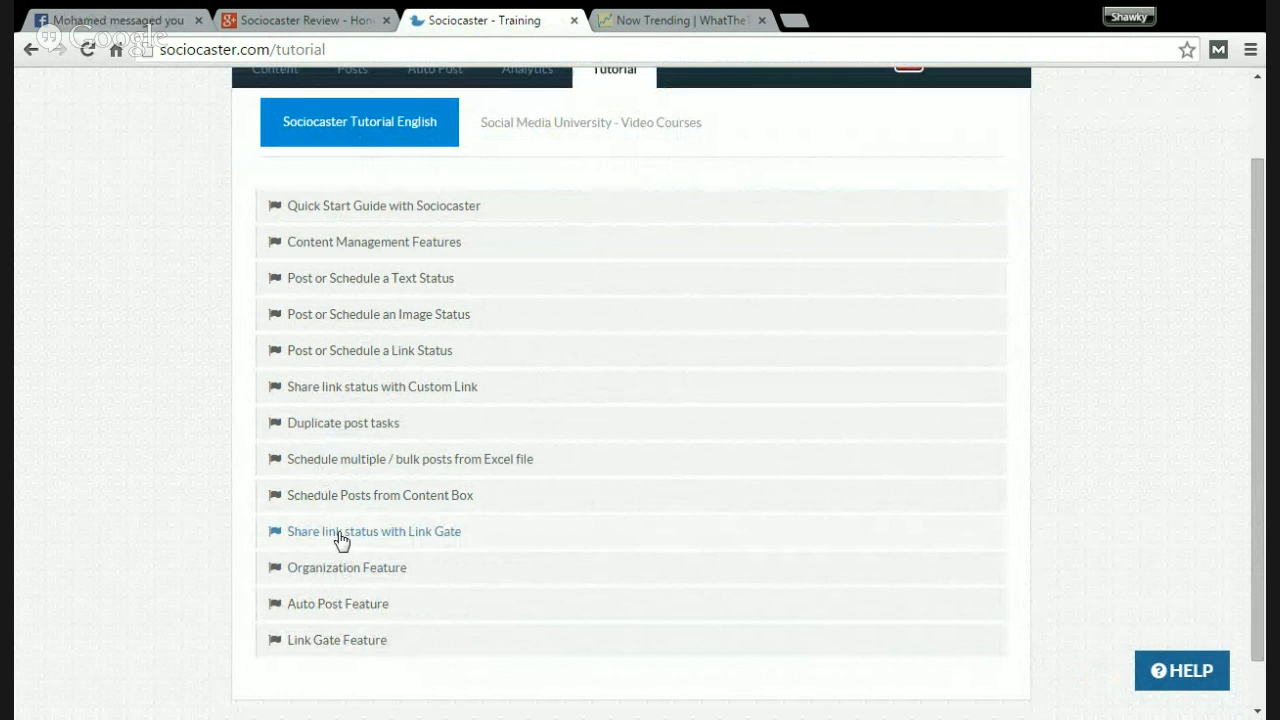 Mohamed messaged you
Sociocaster Review - Hon
Sociocaster - Training
Now Trending | WhatTheT
Shawky
Google
sociocaster.com/tutorial
M
Content
Posts
Auto Post
Analytics
Tutorial
Sociocaster Tutorial English
Social Media University - Video Courses
Quick Start Guide with Sociocaster
Content Management Features
Post or Schedule a Text Status
Post or Schedule an Image Status
Post or Schedule a Link Status
Share link status with Custom Link
Duplicate post tasks
Schedule multiple / bulk posts from Excel file
Schedule Posts from Content Box
Share link status with Link Gate
Organization Feature
Auto Post Feature
Link Gate Feature
HELP